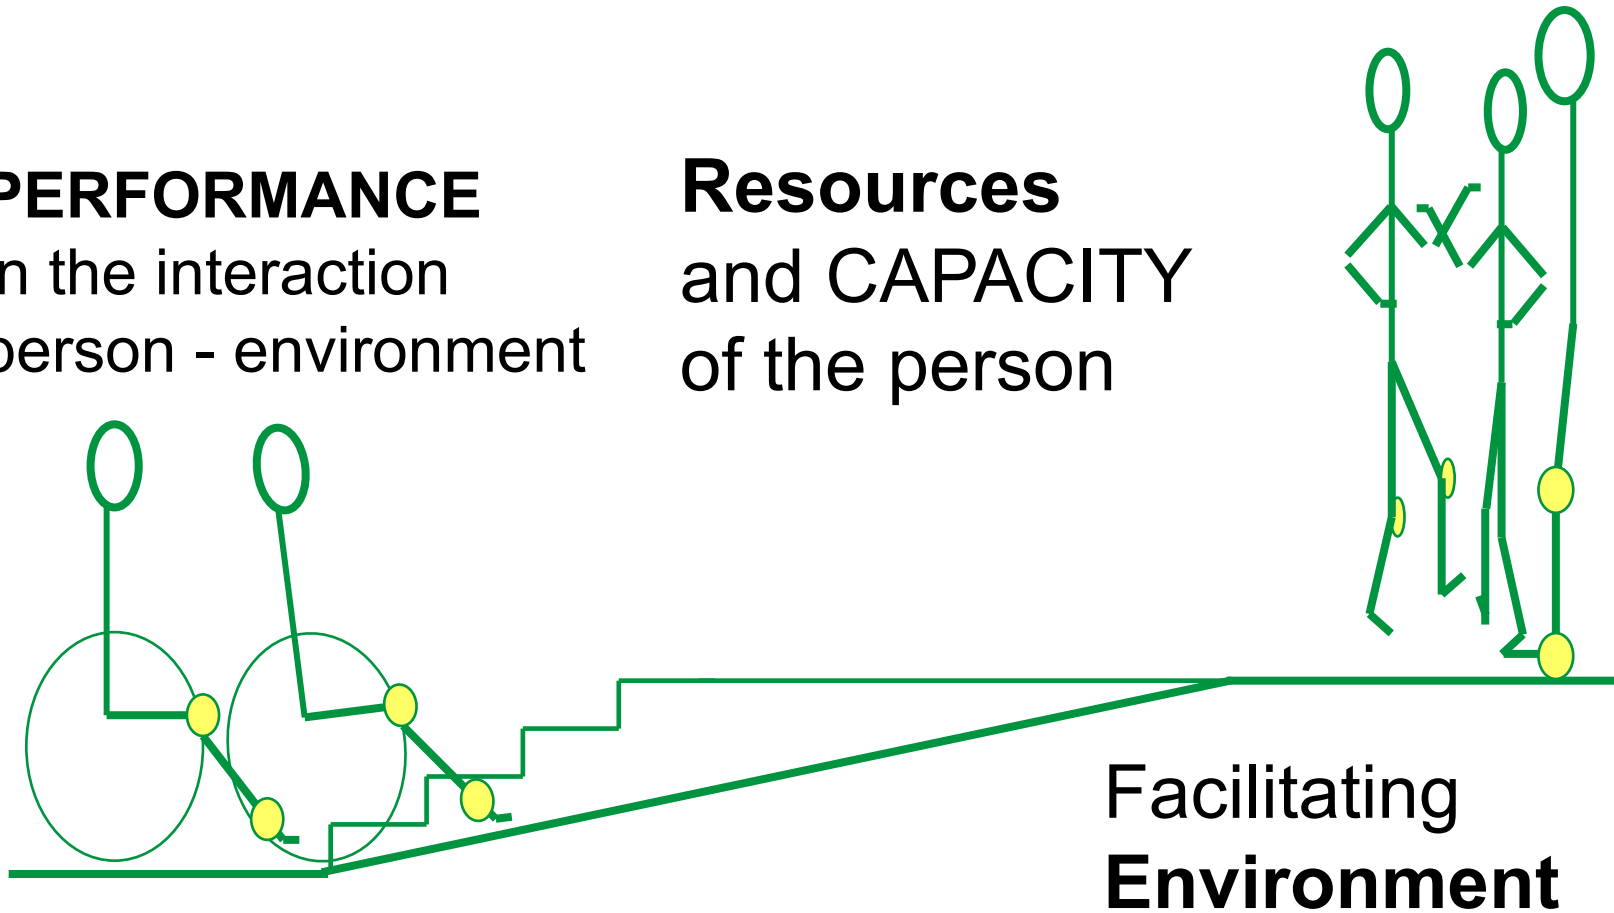 PERFORMANCE
n the interaction
person - environment
Resources
and CAPACITY
of the person
Facilitating
Environment